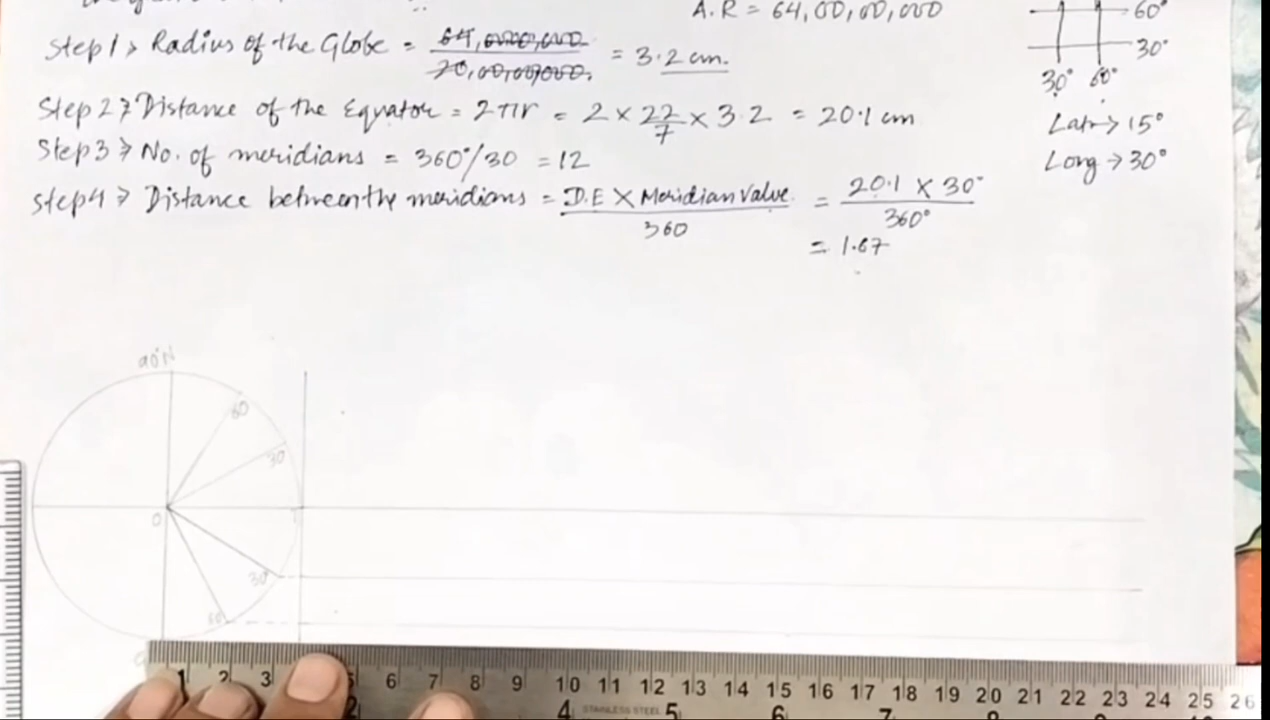 A.R = 64,00,00,000
Step 1 > Radius of the Globe = 64,0000,000 / 20,00,00,000. = 3.2 cm.
Step 2 > Distance of the Equator = 2πr = 2 × 22/7 × 3.2 = 20.1 cm
Step 3 > No. of meridians = 360°/30 = 12
Step 4 > Distance between the meridians = D.E × Meridian Value / 360 = 20.1 × 30° / 360°
= 1.67
60°
30°
30° 60°
Lat → 15°
Long → 30°
90°N
60
30
0
30
60
1 2 3 6 7 8 9 10 11 12 13 14 15 16 17 18 19 20 21 22 23 24 25 26
2 4 STAINLESS STEEL 5 6 7